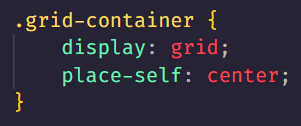 .grid-container {
    display: grid;
    place-self: center;
}